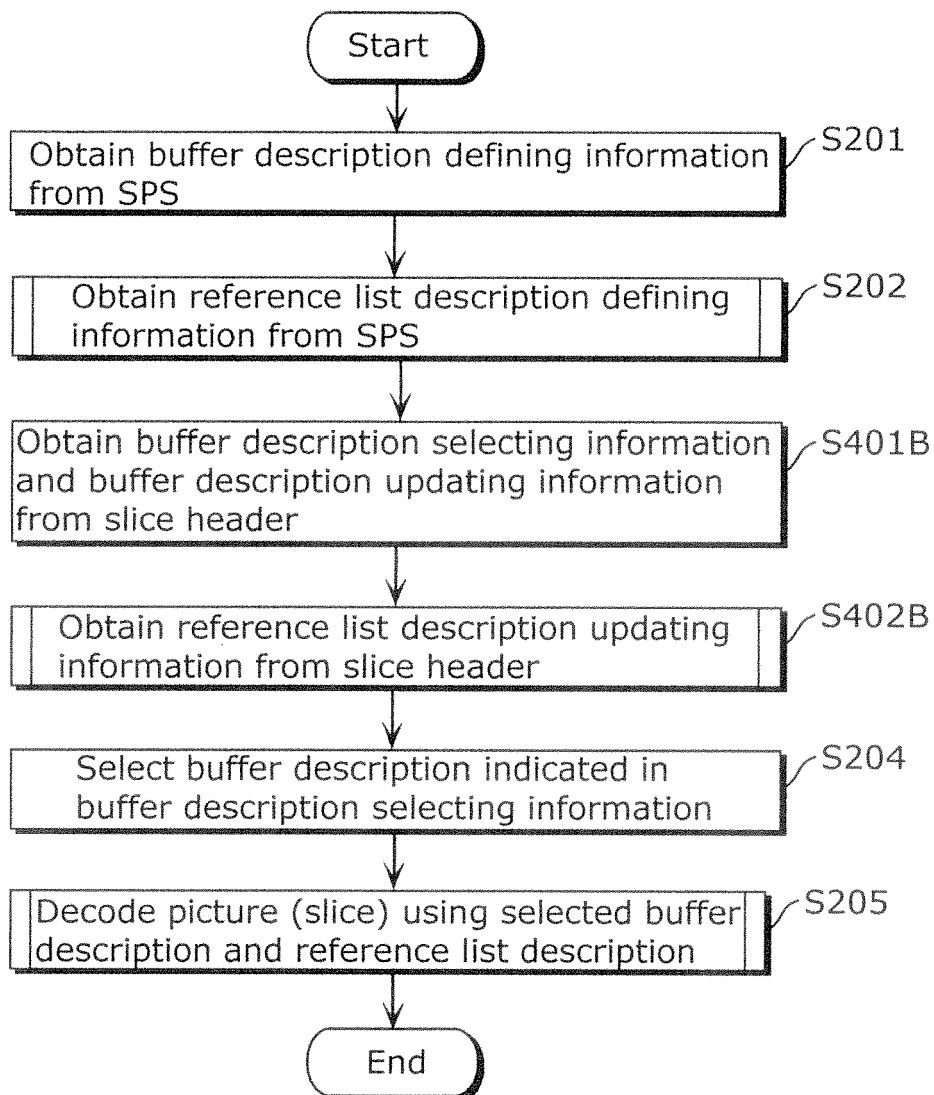 Start
Obtain buffer description defining information
from SPS
S201
Obtain reference list description defining
information from SPS
S202
Obtain buffer description selecting information
and buffer description updating information
from slice header
S401B
Obtain reference list description updating
information from slice header
S402B
Select buffer description indicated in
buffer description selecting information
S204
Decode picture (slice) using selected buffer
description and reference list description
S205
End